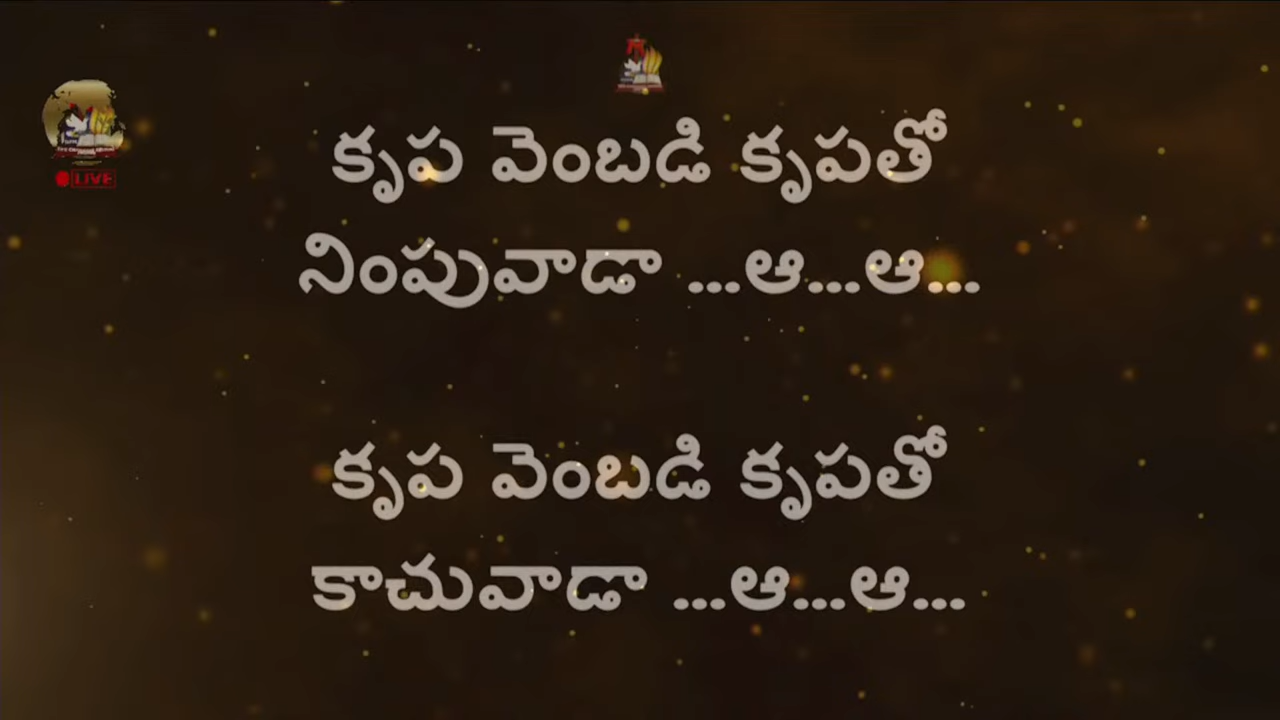 LIVE
కృప వెంబడి కృపతో
నింపువాడా ...ఆ...ఆ...
కృప వెంబడి కృపతో
కాచువాడా ...ఆ...ఆ...